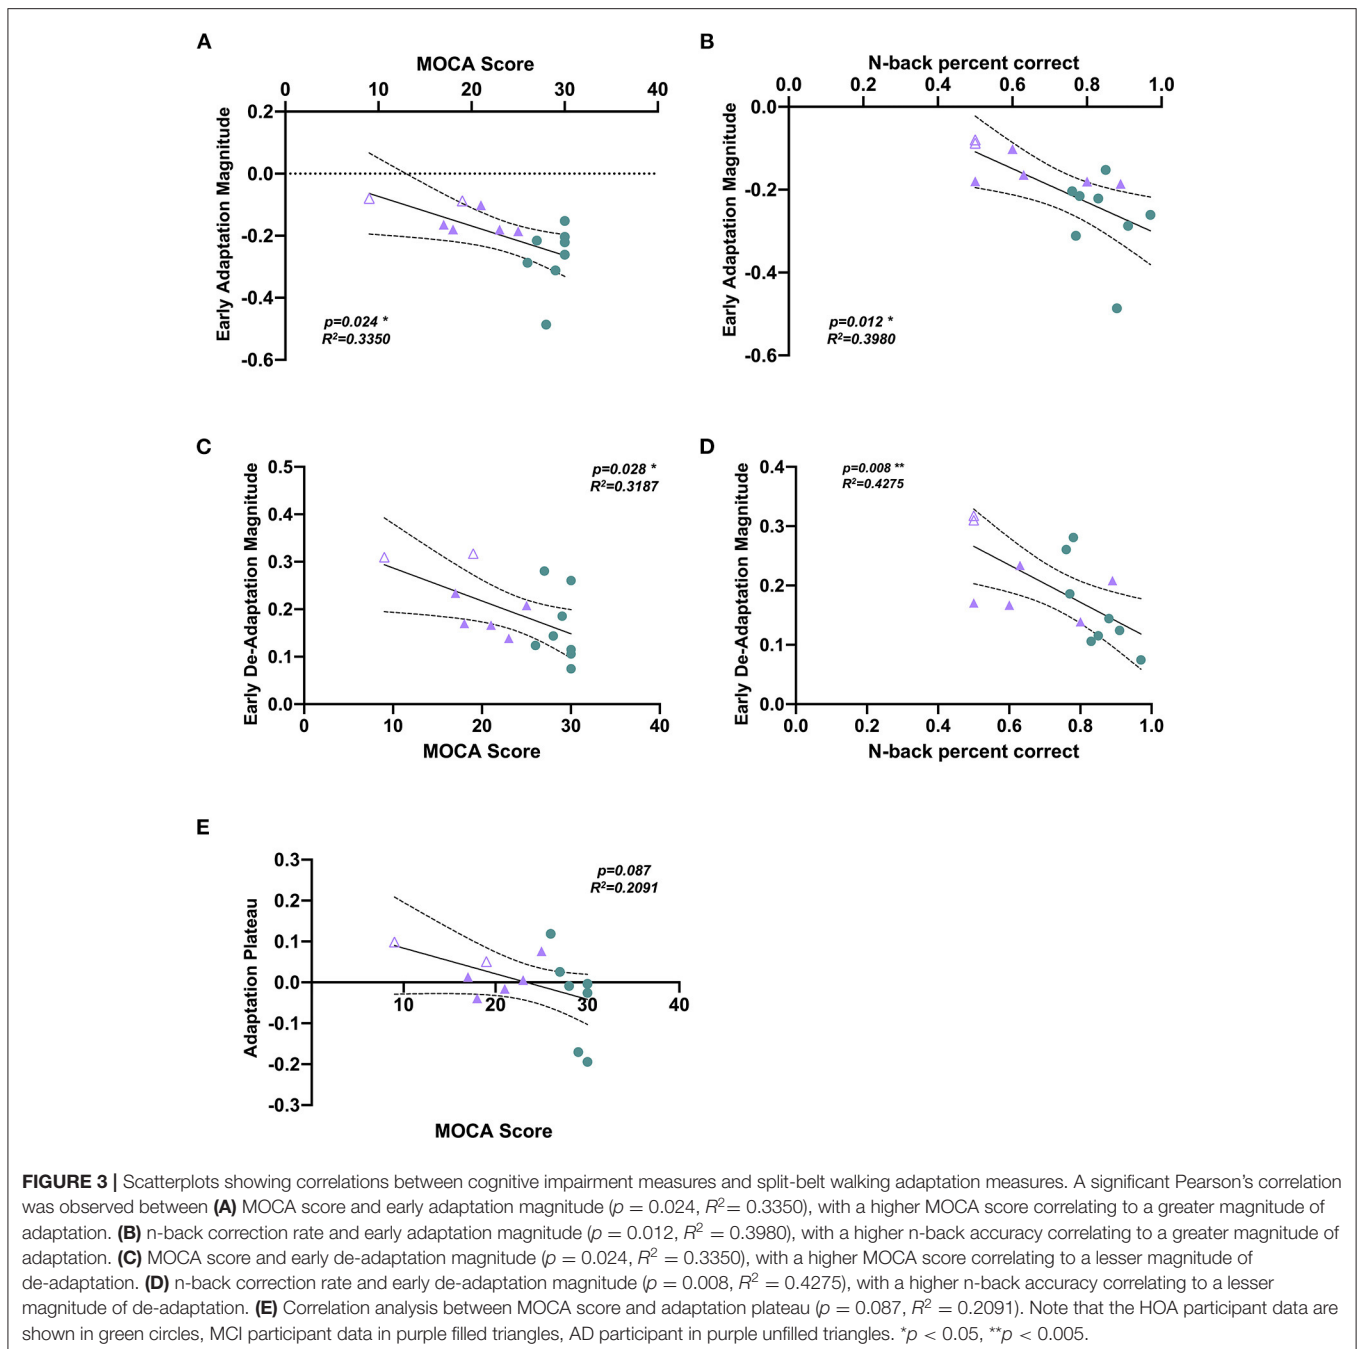 A
MOCA Score
0 10 20 30 40
0.2
0.0
-0.2
-0.4
-0.6
Early Adaptation Magnitude
p=0.024 *
R²=0.3350
B
N-back percent correct
0.0 0.2 0.4 0.6 0.8 1.0
0.0
-0.2
-0.4
-0.6
Early Adaptation Magnitude
p=0.012 *
R²=0.3980
C
0.5
0.4
0.3
0.2
0.1
0.0
Early De-Adaptation Magnitude
p=0.028 *
R²=0.3187
0 10 20 30 40
MOCA Score
D
0.4
0.3
0.2
0.1
0.0
Early De-Adaptation Magnitude
p=0.008 **
R²=0.4275
0.0 0.2 0.4 0.6 0.8 1.0
N-back percent correct
E
0.3
0.2
0.1
0.0
-0.1
-0.2
-0.3
Adaptation Plateau
p=0.087
R²=0.2091
10 20 30 40
MOCA Score
FIGURE 3 | Scatterplots showing correlations between cognitive impairment measures and split-belt walking adaptation measures. A significant Pearson's correlation
was observed between (A) MOCA score and early adaptation magnitude (p = 0.024, R² = 0.3350), with a higher MOCA score correlating to a greater magnitude of
adaptation. (B) n-back correction rate and early adaptation magnitude (p = 0.012, R² = 0.3980), with a higher n-back accuracy correlating to a greater magnitude of
adaptation. (C) MOCA score and early de-adaptation magnitude (p = 0.024, R² = 0.3350), with a higher MOCA score correlating to a lesser magnitude of
de-adaptation. (D) n-back correction rate and early de-adaptation magnitude (p = 0.008, R² = 0.4275), with a higher n-back accuracy correlating to a lesser
magnitude of de-adaptation. (E) Correlation analysis between MOCA score and adaptation plateau (p = 0.087, R² = 0.2091). Note that the HOA participant data are
shown in green circles, MCI participant data in purple filled triangles, AD participant in purple unfilled triangles. *p < 0.05, **p < 0.005.